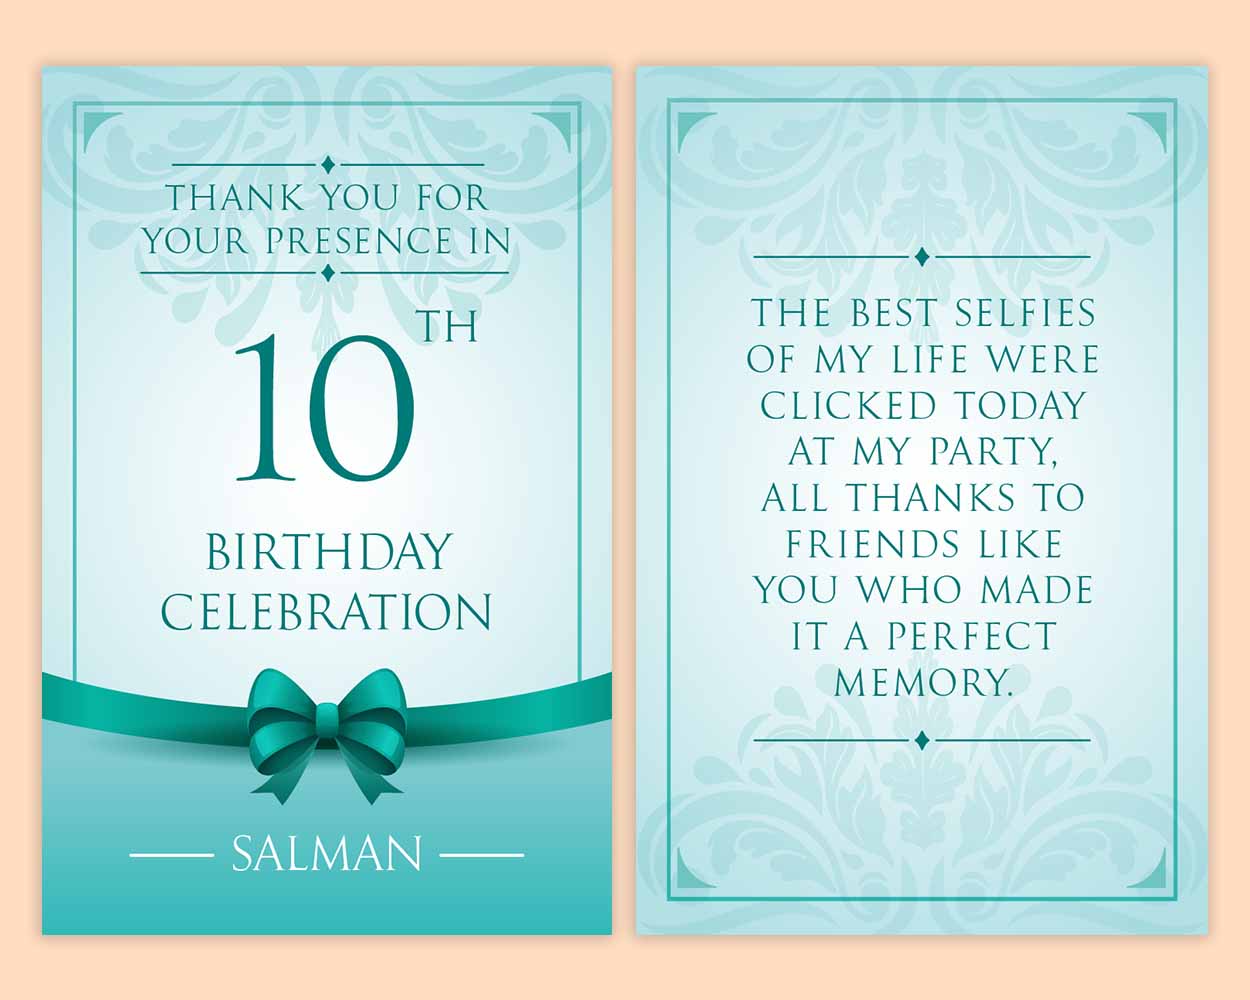 THANK YOU FOR
YOUR PRESENCE IN
10TH
BIRTHDAY
CELEBRATION
SALMAN
THE BEST SELFIES
OF MY LIFE WERE
CLICKED TODAY
AT MY PARTY,
ALL THANKS TO
FRIENDS LIKE
YOU WHO MADE
IT A PERFECT
MEMORY.